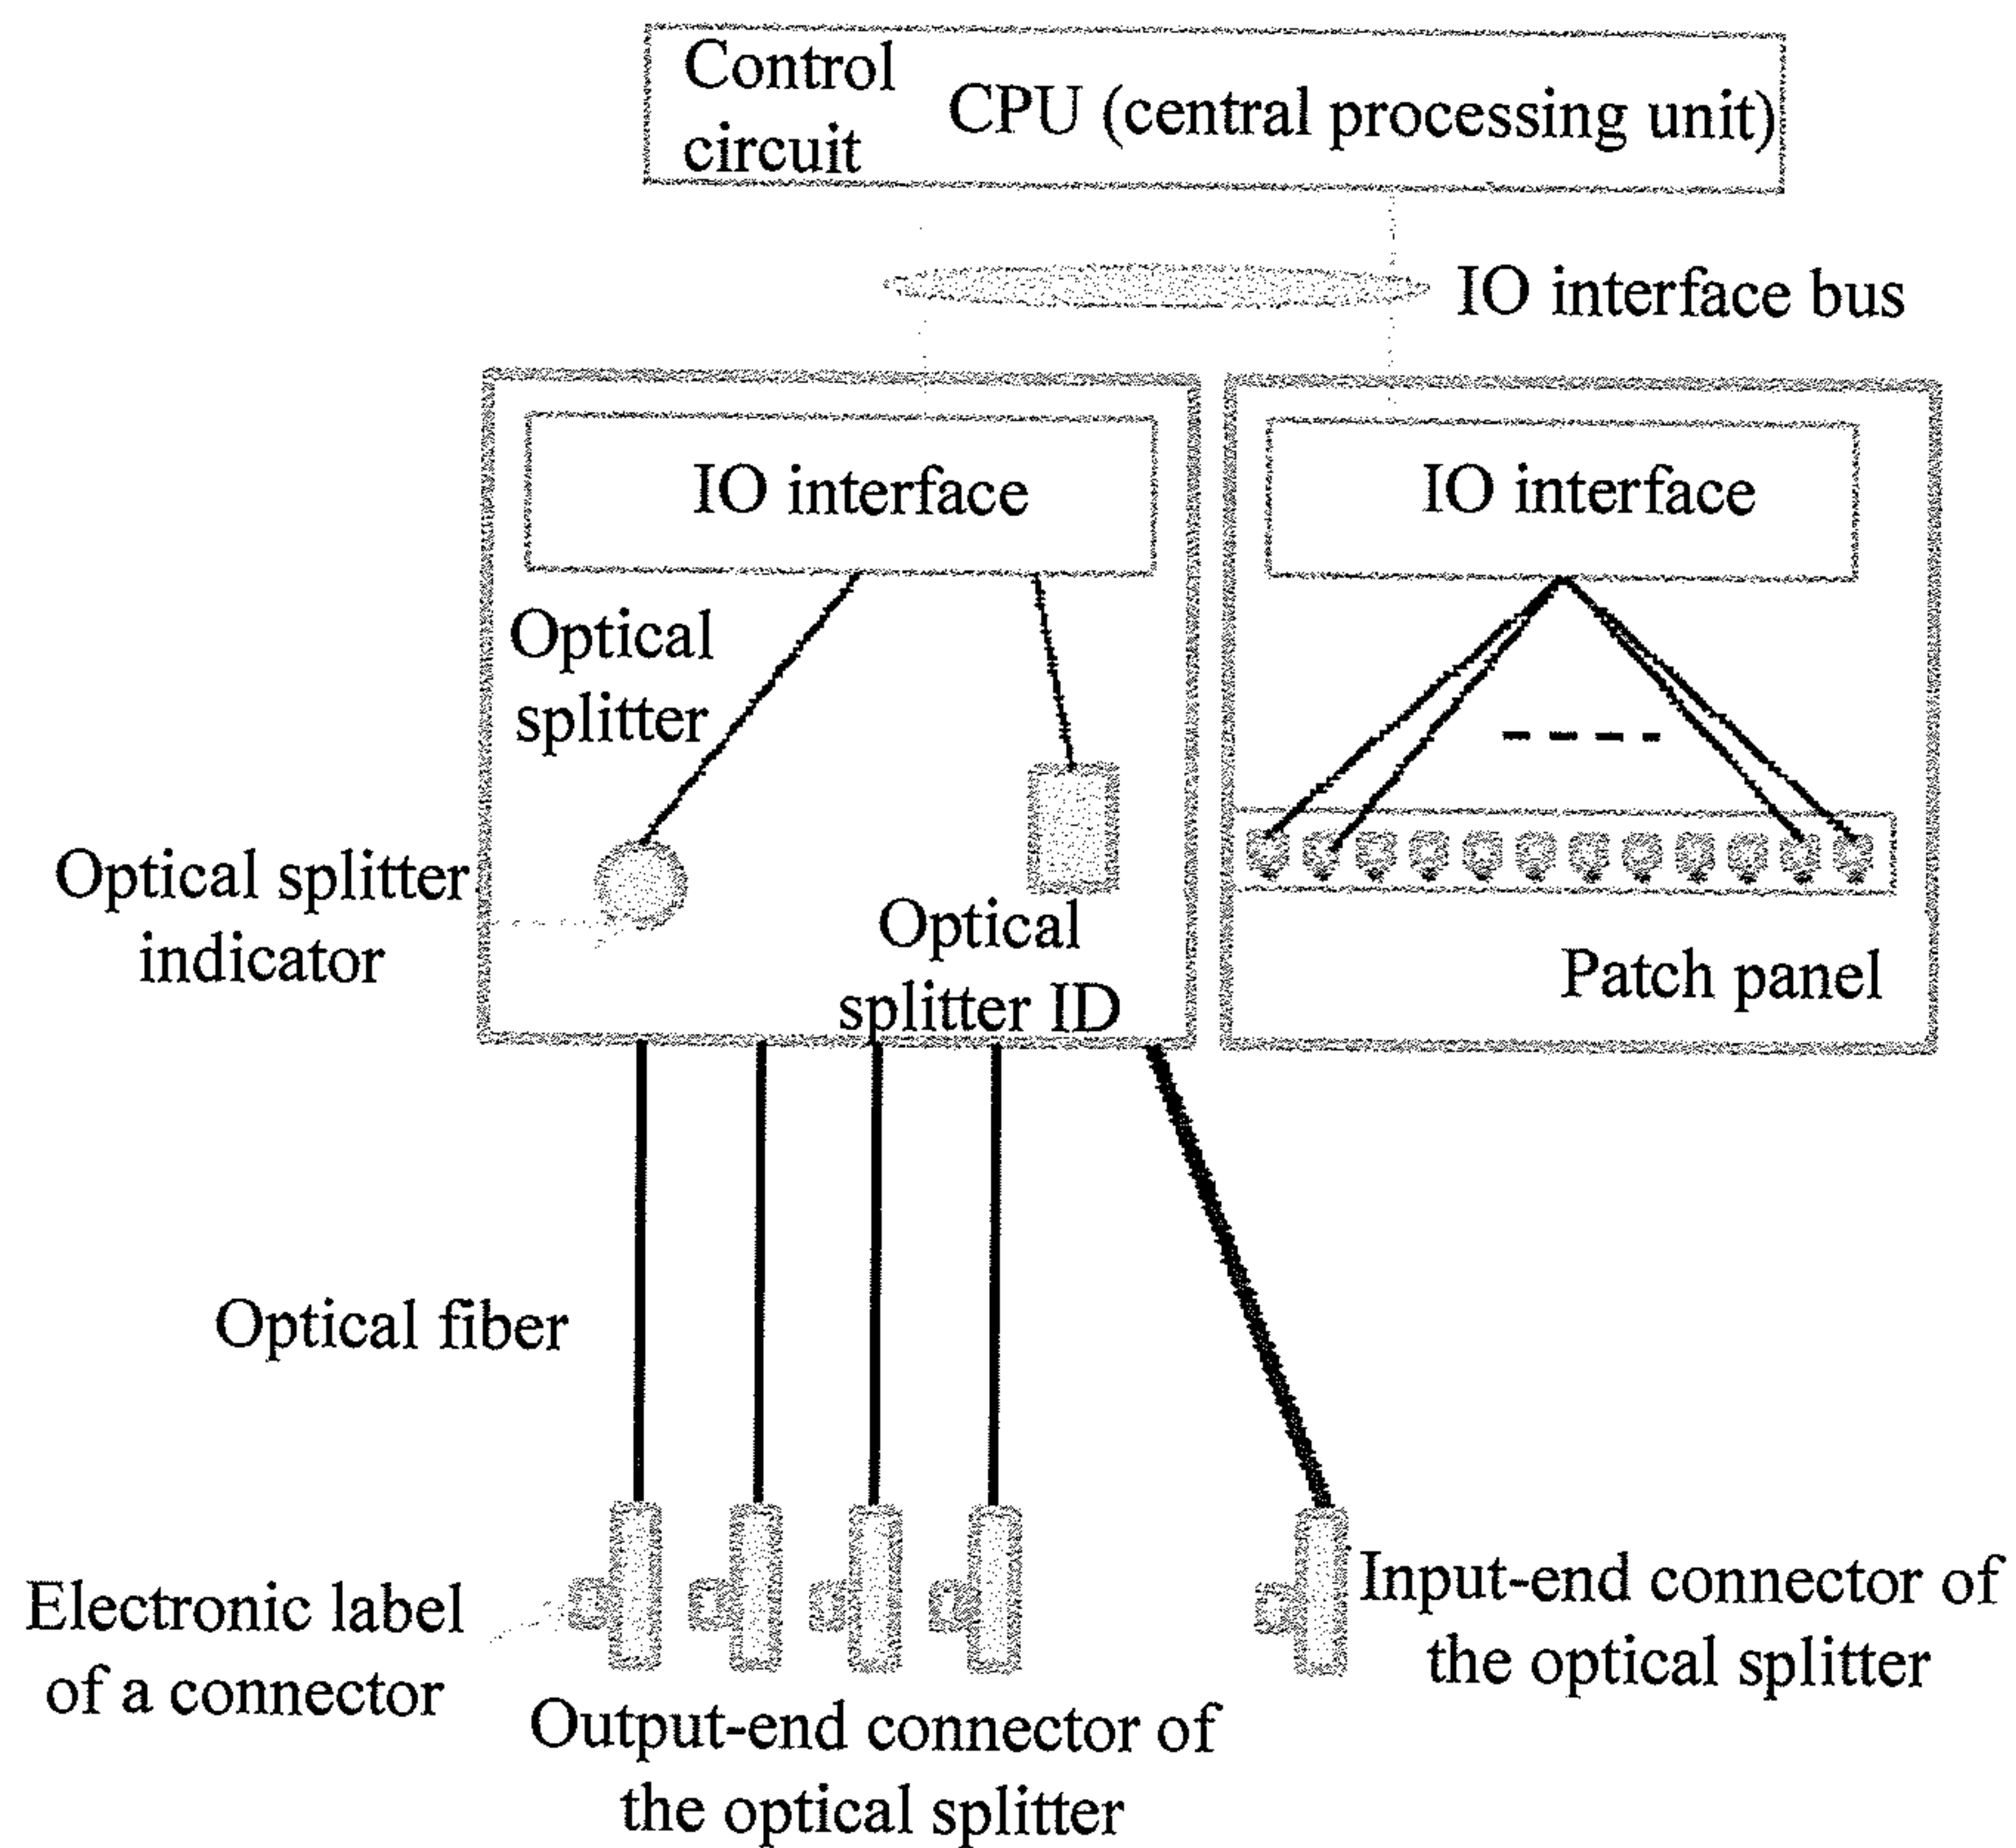 Control
circuit
CPU (central processing unit)
IO interface bus
IO interface
IO interface
Optical
splitter
Optical splitter
indicator
Optical
splitter ID
Patch panel
Optical fiber
Electronic label
of a connector
Input-end connector of
the optical splitter
Output-end connector of
the optical splitter